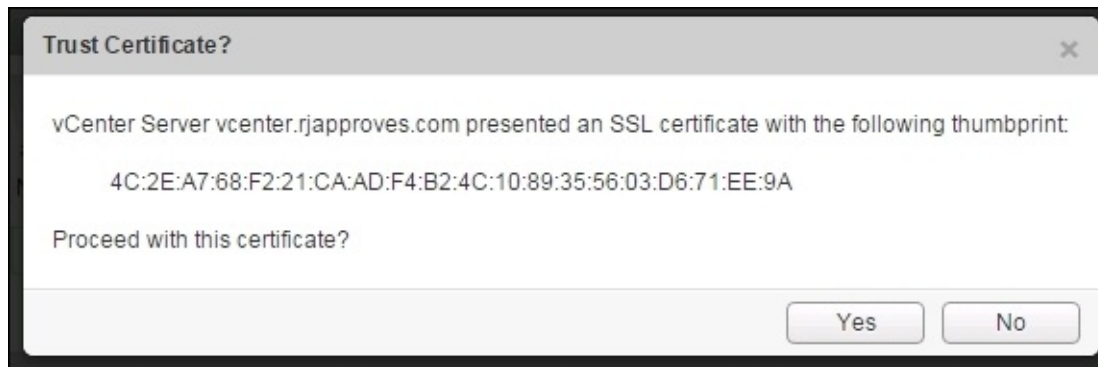 Trust Certificate?
vCenter Server vcenter.rjapproves.com presented an SSL certificate with the following thumbprint:
4C:2E:A7:68:F2:21:CA:AD:F4:B2:4C:10:89:35:56:03:D6:71:EE:9A
Proceed with this certificate?
Yes No